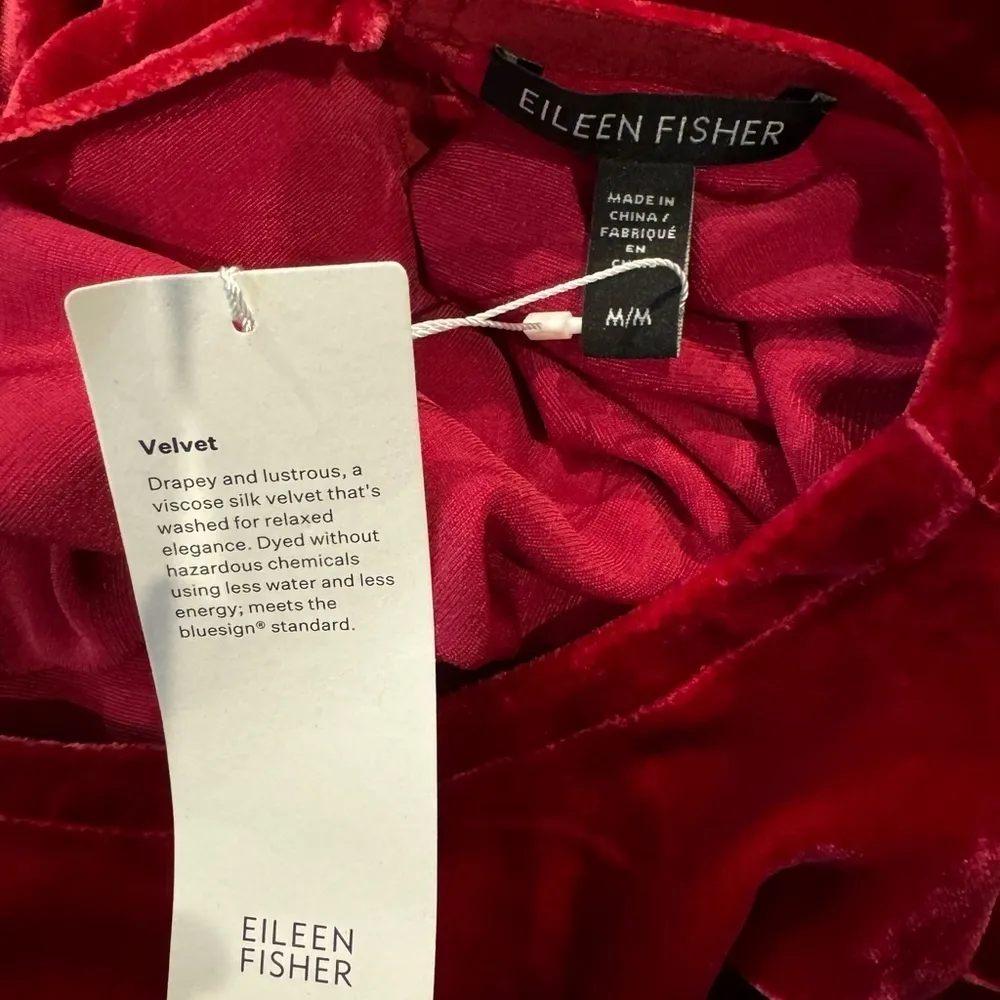 EILEEN FISHER
MADE IN
CHINA /
FABRIQUÉ
EN
M/M
Velvet
Drapey and lustrous, a
viscose silk velvet that's
washed for relaxed
elegance. Dyed without
hazardous chemicals
using less water and less
energy; meets the
bluesign® standard.
EILEEN
FISHER